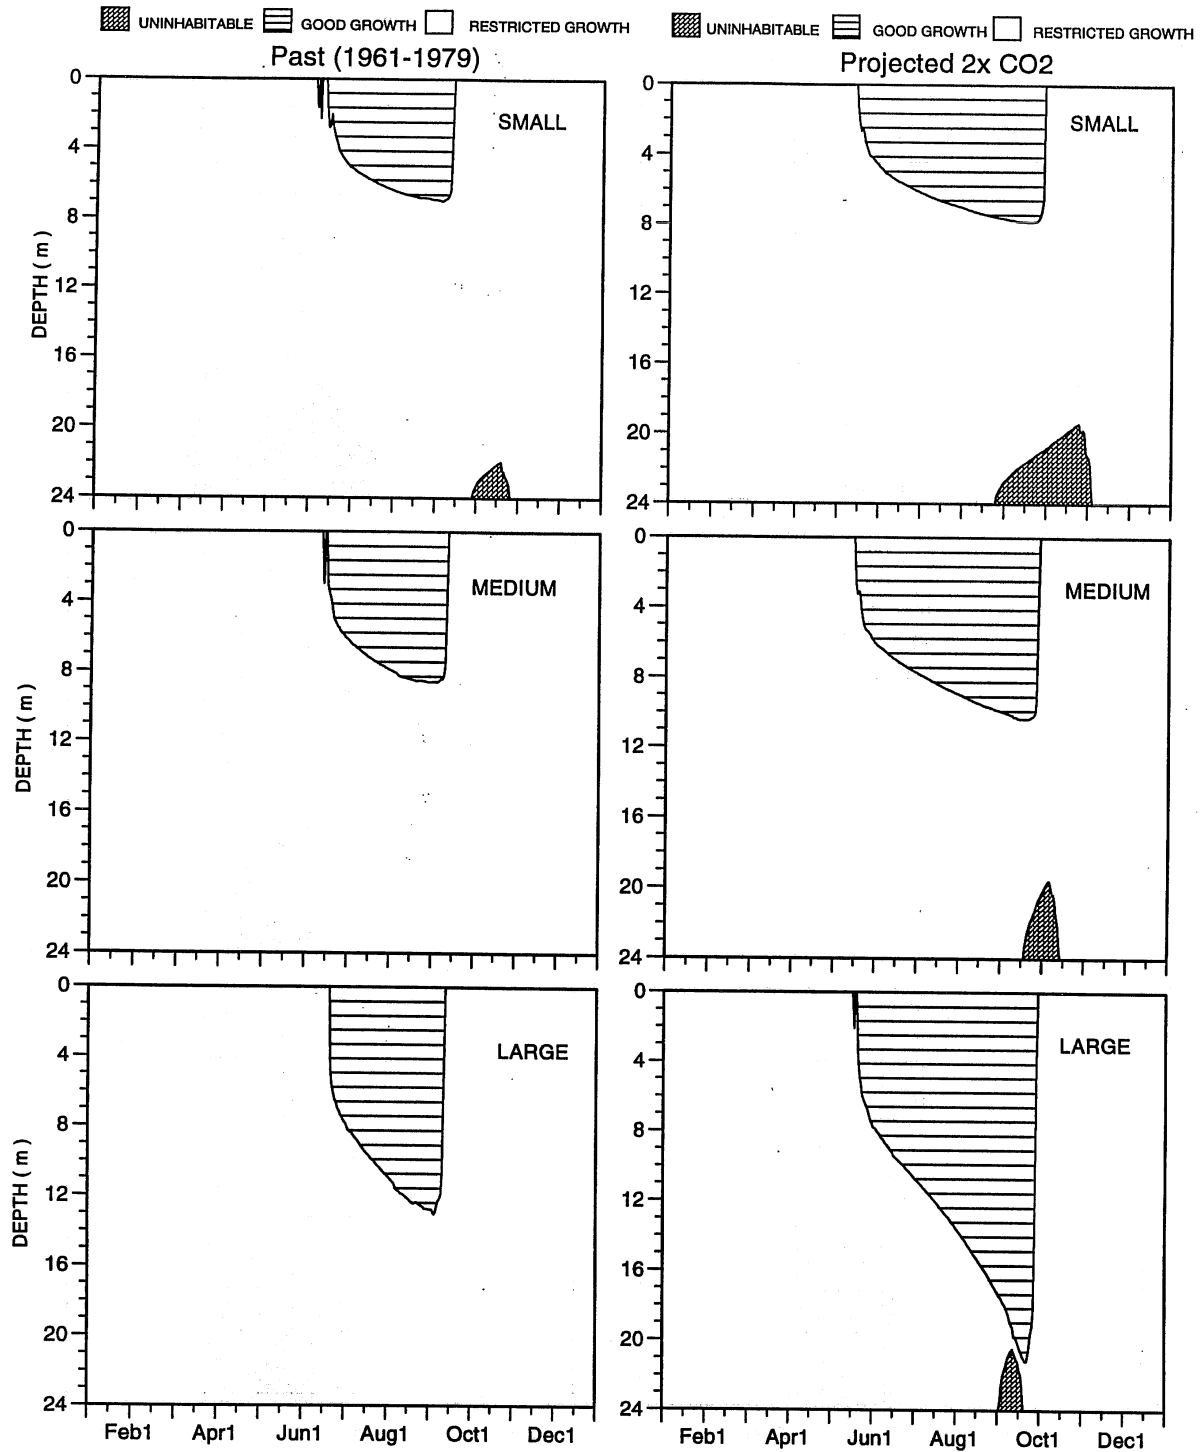 UNINHABITABLE GOOD GROWTH RESTRICTED GROWTH
UNINHABITABLE GOOD GROWTH RESTRICTED GROWTH
Past (1961-1979)
Projected 2x CO2
0
4
8
12
16
20
24
DEPTH ( m )
SMALL
0
4
8
12
16
20
24
SMALL
0
4
8
12
16
20
24
DEPTH ( m )
MEDIUM
0
4
8
12
16
20
24
MEDIUM
0
4
8
12
16
20
24
DEPTH ( m )
LARGE
Feb1 Apr1 Jun1 Aug1 Oct1 Dec1
0
4
8
12
16
20
24
LARGE
Feb1 Apr1 Jun1 Aug1 Oct1 Dec1